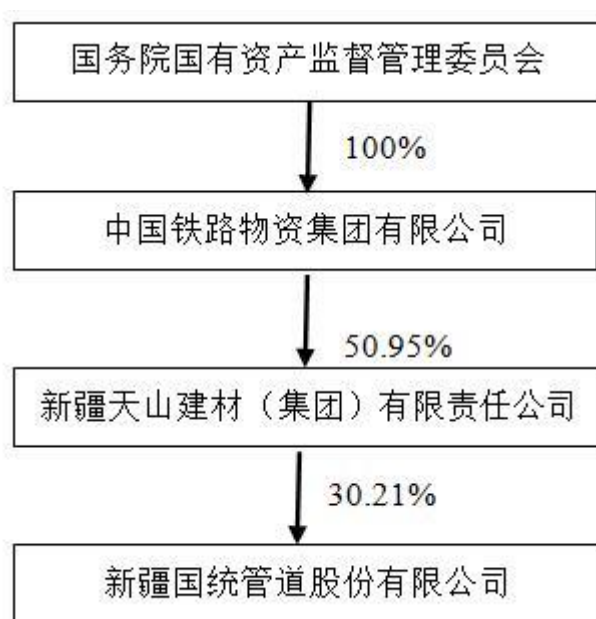 国务院国有资产监督管理委员会
100%
中国铁路物资集团有限公司
50.95%
新疆天山建材（集团）有限责任公司
30.21%
新疆国统管道股份有限公司